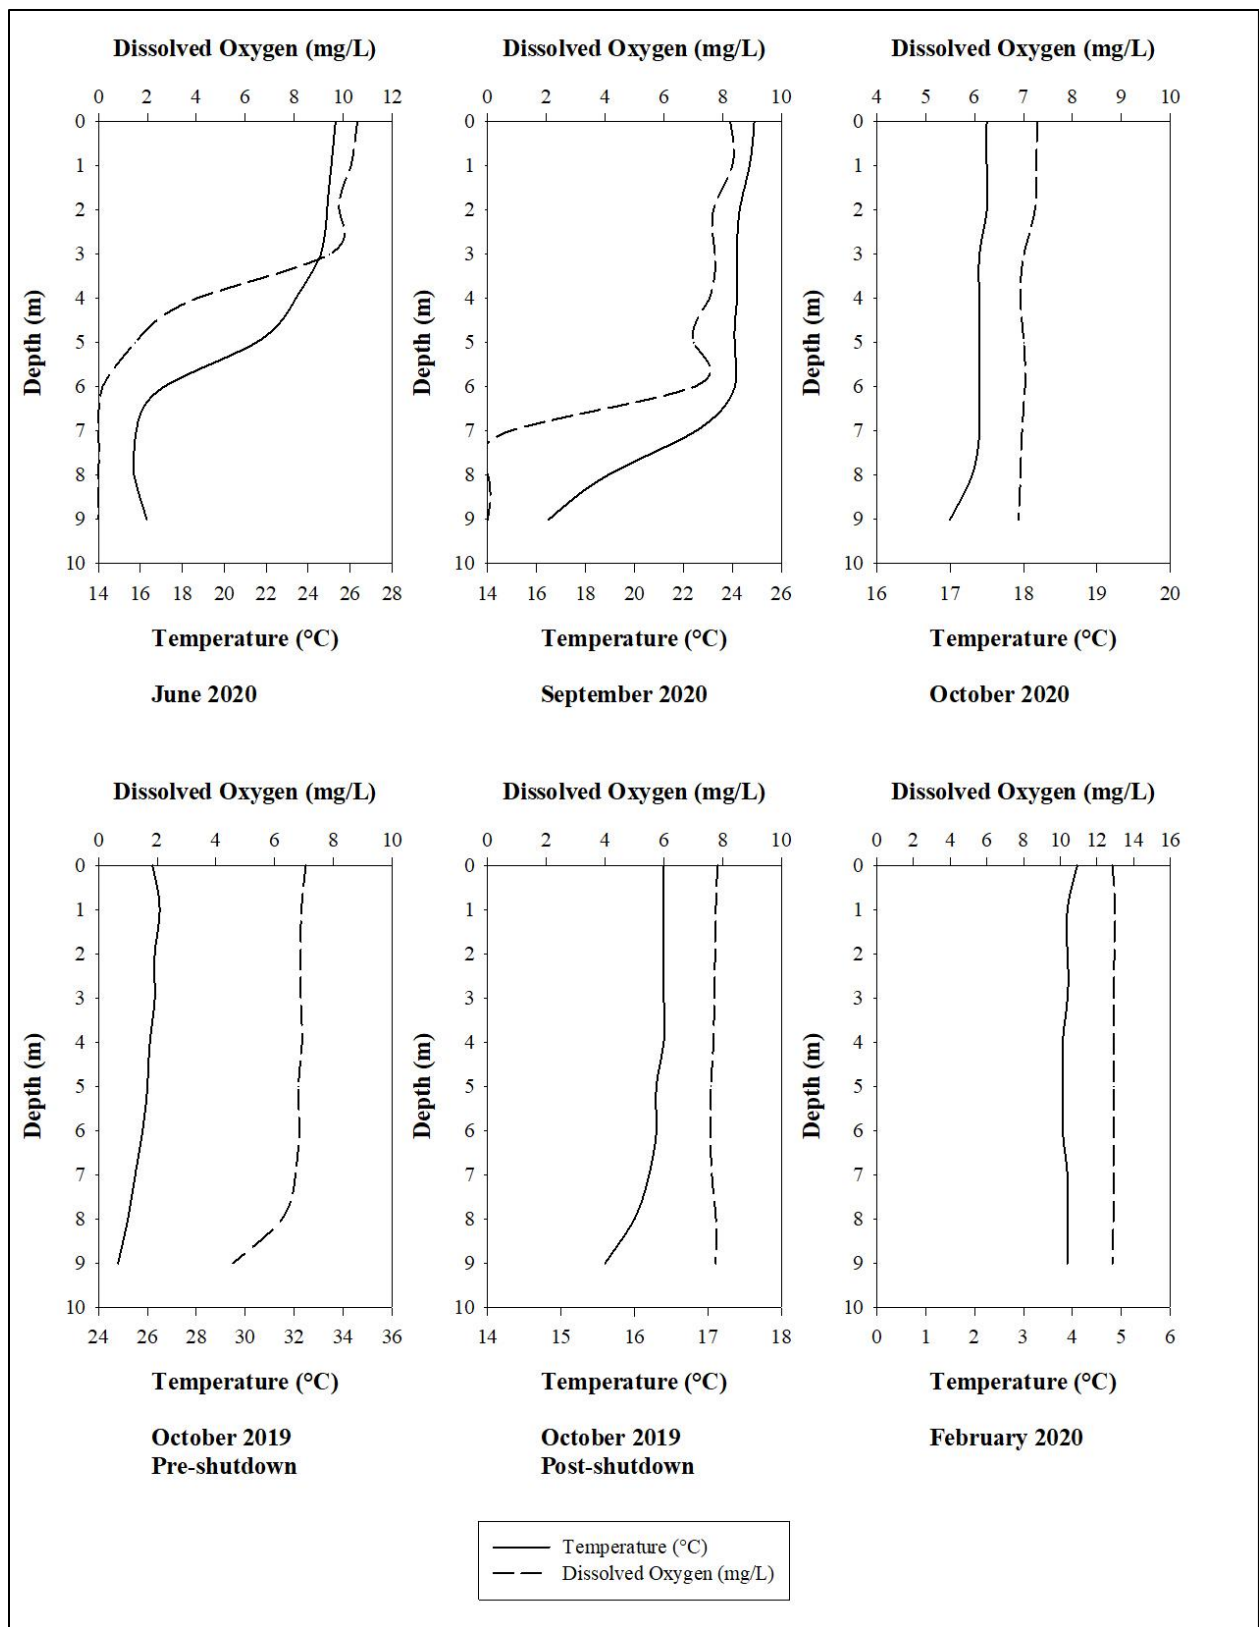 Dissolved Oxygen (mg/L) Dissolved Oxygen (mg/L) Dissolved Oxygen (mg/L)
0 2 4 6 8 10 12 0 2 4 6 8 10 4 5 6 7 8 9 10
0 0 0
1 1 1
2 2 2
3 3 3
4 4 4
5 5 5
6 6 6
7 7 7
8 8 8
9 9 9
10 10 10
Depth (m) Depth (m) Depth (m)
14 16 18 20 22 24 26 28 14 16 18 20 22 24 26 16 17 18 19 20
Temperature (°C) Temperature (°C) Temperature (°C)
June 2020 September 2020 October 2020
Dissolved Oxygen (mg/L) Dissolved Oxygen (mg/L) Dissolved Oxygen (mg/L)
0 2 4 6 8 10 0 2 4 6 8 10 0 2 4 6 8 10 12 14 16
0 0 0
1 1 1
2 2 2
3 3 3
4 4 4
5 5 5
6 6 6
7 7 7
8 8 8
9 9 9
10 10 10
Depth (m) Depth (m) Depth (m)
24 26 28 30 32 34 36 14 15 16 17 18 0 1 2 3 4 5 6
Temperature (°C) Temperature (°C) Temperature (°C)
October 2019 October 2019 February 2020
Pre-shutdown Post-shutdown
Temperature (°C)
Dissolved Oxygen (mg/L)